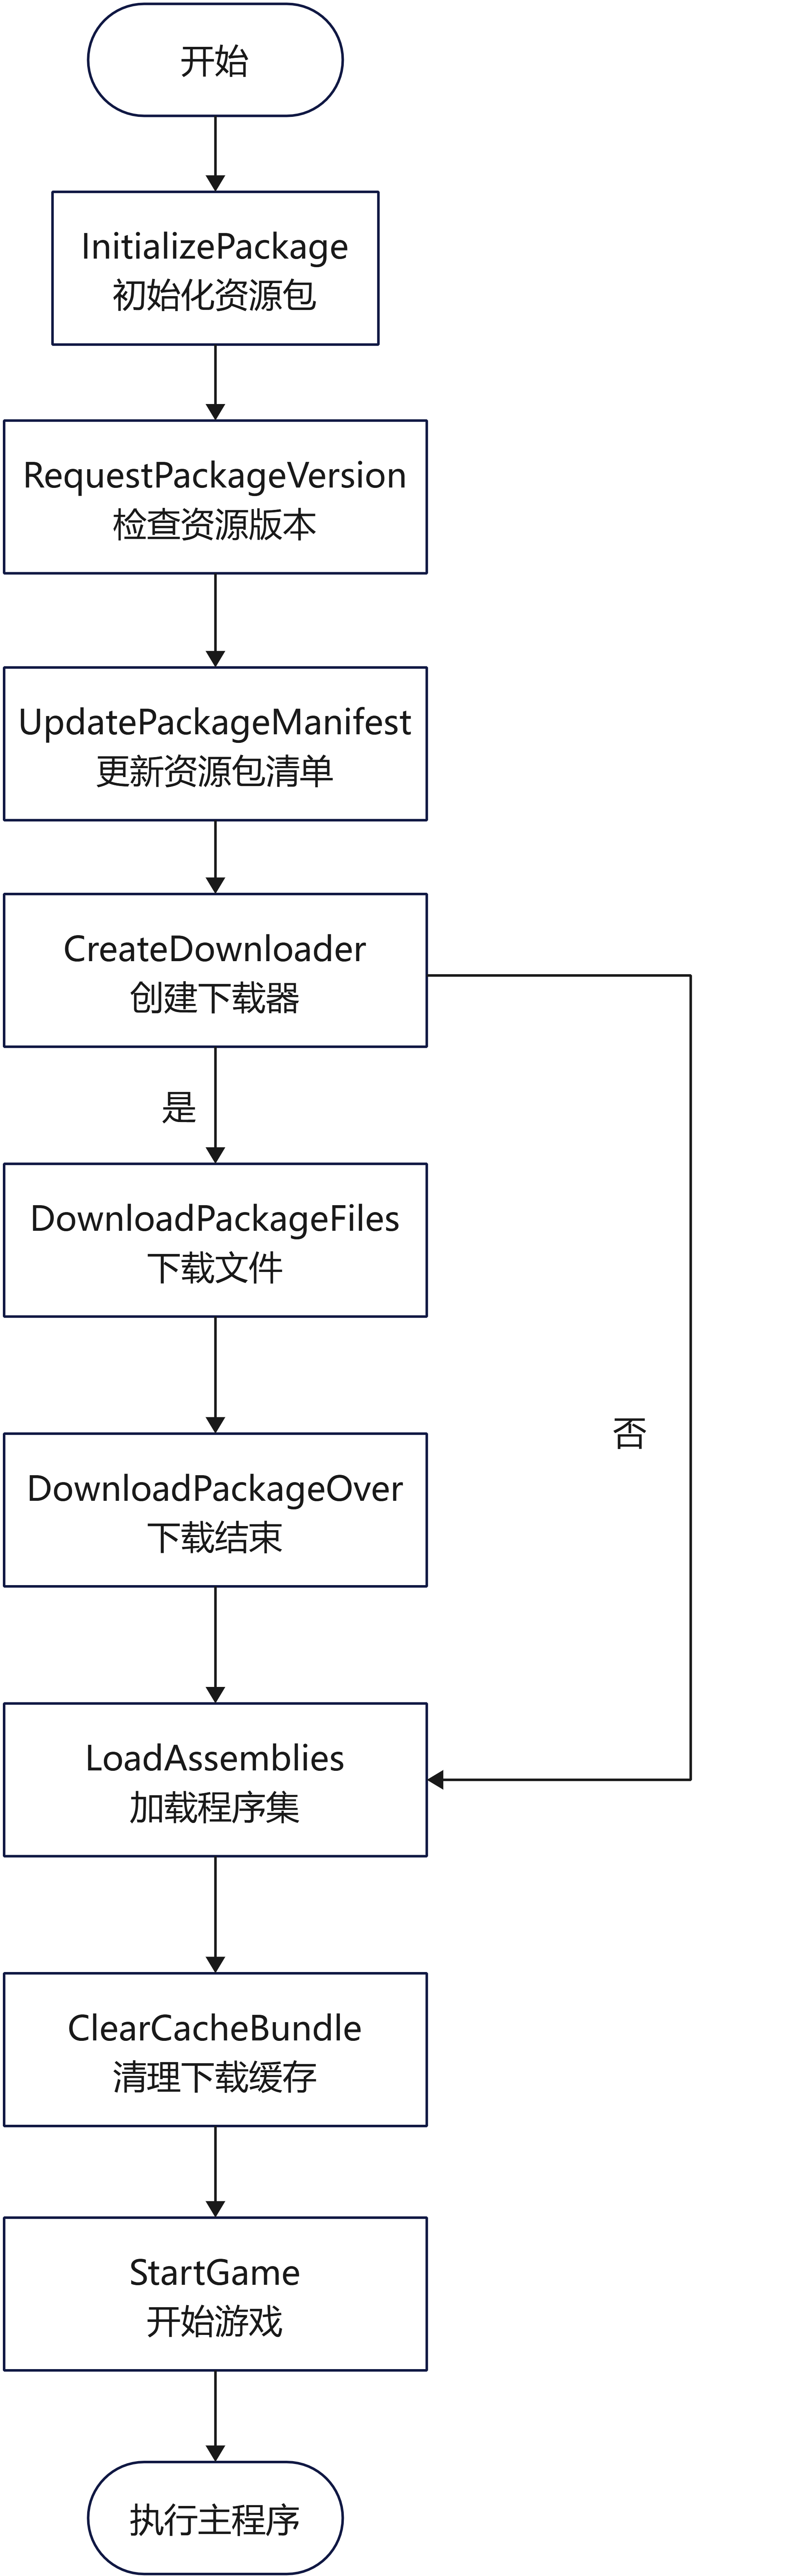 开始
InitializePackage
初始化资源包
RequestPackageVersion
检查资源版本
UpdatePackageManifest
更新资源包清单
CreateDownloader
创建下载器
是
DownloadPackageFiles
下载文件
否
DownloadPackageOver
下载结束
LoadAssemblies
加载程序集
ClearCacheBundle
清理下载缓存
StartGame
开始游戏
执行主程序